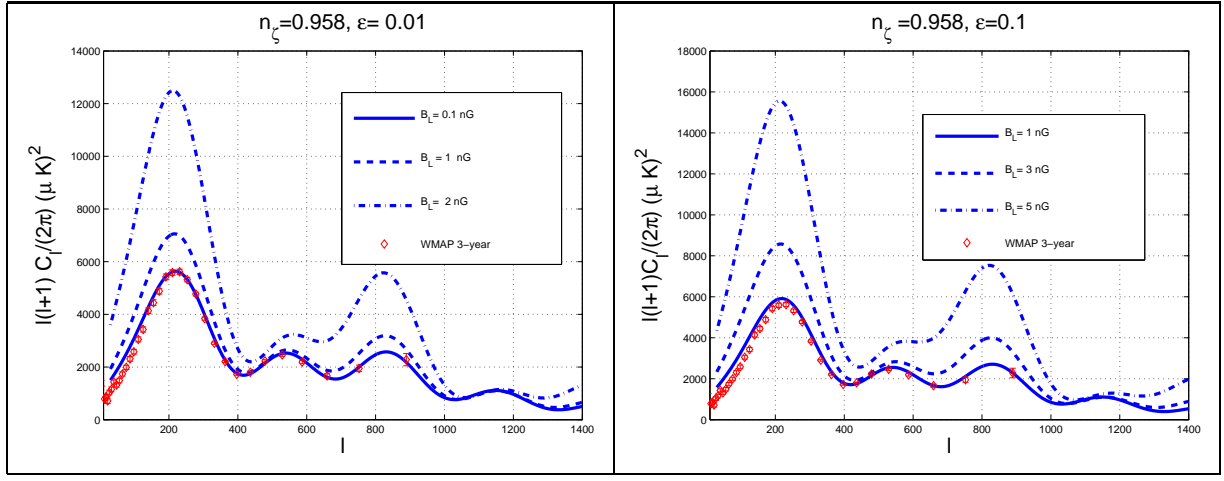 n_ζ=0.958, ε= 0.01
14000
12000
10000
8000
6000
4000
2000
0
l(l+1) C_l/(2π) (μ K)^2
B_L= 0.1 nG
B_L = 1 nG
B_L= 2 nG
WMAP 3−year
200 400 600 800 1000 1200 1400
l
n_ζ=0.958, ε=0.1
18000
16000
14000
12000
10000
8000
6000
4000
2000
0
l(l+1)C_l/(2π) (μ K)^2
B_L= 1 nG
B_L= 3 nG
B_L= 5 nG
WMAP 3−year
200 400 600 800 1000 1200 1400
l